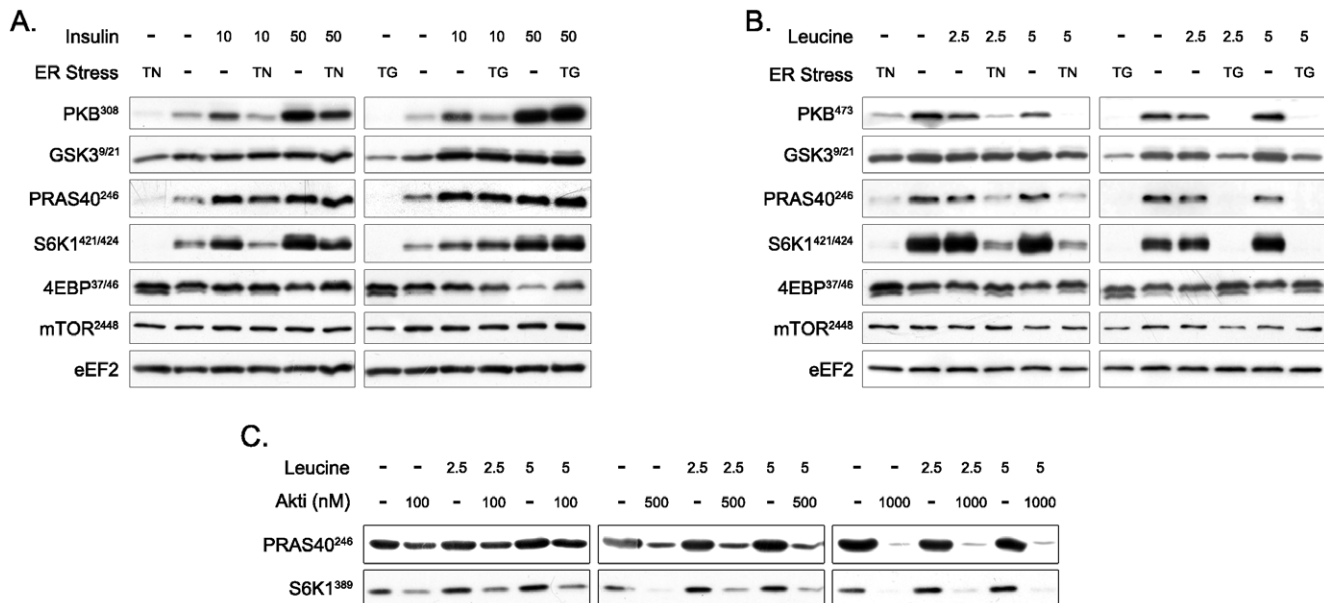 A.
Insulin - - 10 10 50 50 - - 10 10 50 50
ER Stress TN - - TN - TN TG - - TG - TG
PKB³⁰⁸
GSK3⁹/²¹
PRAS40²⁴⁶
S6K1⁴²¹/⁴²⁴
4EBP³⁷/⁴⁶
mTOR²⁴⁴⁸
eEF2
B.
Leucine - - 2.5 2.5 5 5 - - 2.5 2.5 5 5
ER Stress TN - - TN - TN TG - - TG - TG
PKB⁴⁷³
GSK3⁹/²¹
PRAS40²⁴⁶
S6K1⁴²¹/⁴²⁴
4EBP³⁷/⁴⁶
mTOR²⁴⁴⁸
eEF2
C.
Leucine - - 2.5 2.5 5 5 - - 2.5 2.5 5 5 - - 2.5 2.5 5 5
Akti (nM) - 100 - 100 - 100 - 500 - 500 - 500 - 1000 - 1000 - 1000
PRAS40²⁴⁶
S6K1³⁸⁹